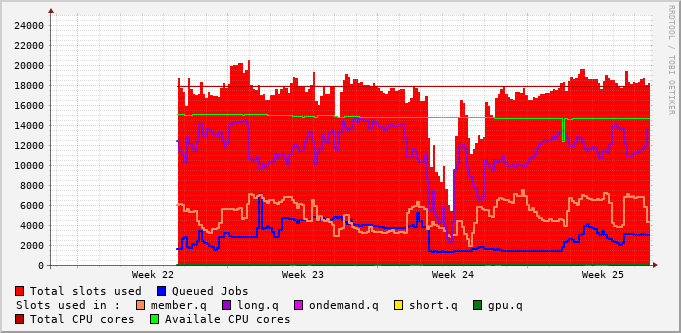 RRDTOOL / TOBI OETIKER
24000
22000
20000
18000
16000
14000
12000
10000
8000
6000
4000
2000
0
Week 22 Week 23 Week 24 Week 25
Total slots used Queued Jobs
Slots used in : member.q long.q ondemand.q short.q gpu.q
Total CPU cores Availale CPU cores